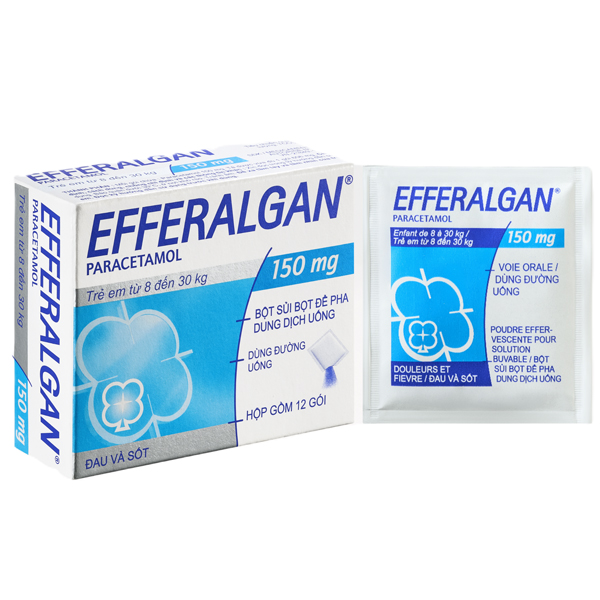 EFFERALGAN®
PARACETAMOL
150 mg
Trẻ em từ 8 đến 30 kg
BỘT SỦI BỌT ĐỂ PHA
DUNG DỊCH UỐNG
DÙNG ĐƯỜNG
UỐNG
HỘP GỒM 12 GÓI
ĐAU VÀ SỐT
EFFERALGAN®
PARACETAMOL
Trẻ em từ 8 đến 30 kg
150 mg
150 mg
EFFERALGAN®
PARACETAMOL
Enfant de 8 à 30 kg /
Trẻ em từ 8 đến 30 kg
150 mg
VOIE ORALE /
DÙNG ĐƯỜNG
UỐNG
POUDRE EFFER-
VESCENTE POUR
SOLUTION
BUVABLE / BỘT
SỦI BỌT ĐỂ PHA
DUNG DỊCH UỐNG
DOULEURS ET
FIEVRE / ĐAU VÀ SỐT